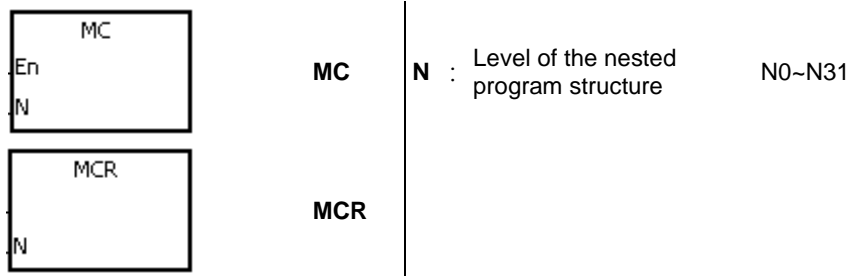 MC
En
N
MC
N : Level of the nested
program structure
N0~N31
MCR
N
MCR